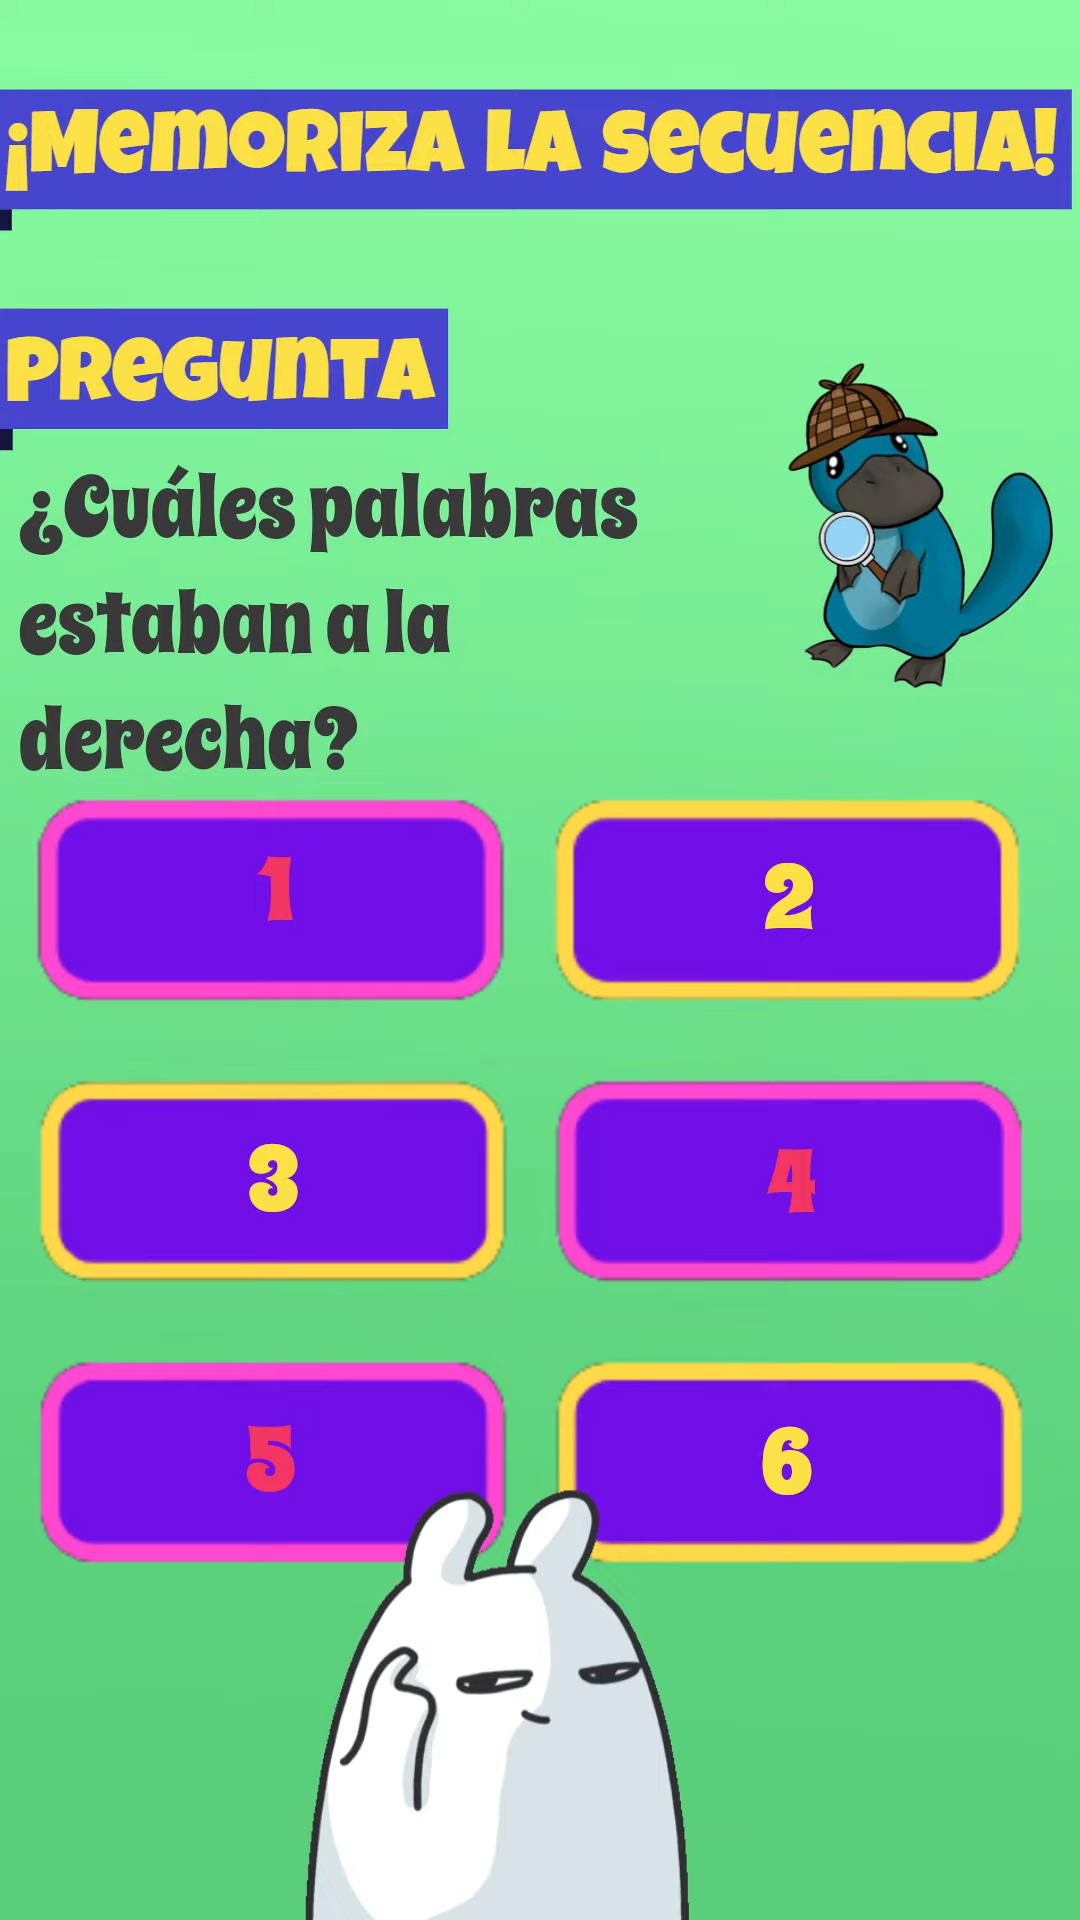 ¡Memoriza la secuencia!
Pregunta
¿Cuáles palabras
estaban a la
derecha?
1 2
3 4
5 6